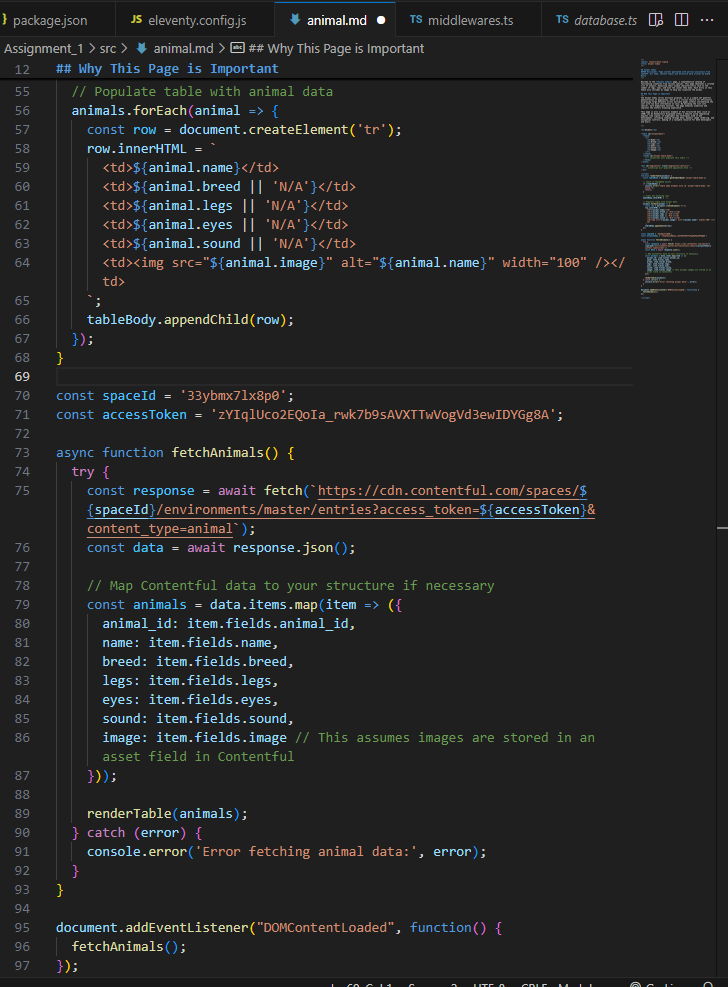 package.json
JS eleventy.config.js
animal.md
TS middlewares.ts
TS database.ts
Assignment_1 > src > animal.md > ## Why This Page is Important
12 ## Why This Page is Important
55 // Populate table with animal data
56 animals.forEach(animal => {
57 const row = document.createElement('tr');
58 row.innerHTML = `
59 <td>${animal.name}</td>
60 <td>${animal.breed || 'N/A'}</td>
61 <td>${animal.legs || 'N/A'}</td>
62 <td>${animal.eyes || 'N/A'}</td>
63 <td>${animal.sound || 'N/A'}</td>
64 <td><img src="${animal.image}" alt="${animal.name}" width="100" /></
td>
65 `;
66 tableBody.appendChild(row);
67 });
68 }
69
70 const spaceId = '33ybmx7lx8p0';
71 const accessToken = 'zYIqlUco2EQoIa_rwk7b9sAVXTTwVogVd3ewIDYGg8A';
72
73 async function fetchAnimals() {
74 try {
75 const response = await fetch(`https://cdn.contentful.com/spaces/$
{spaceId}/environments/master/entries?access_token=${accessToken}&
content_type=animal`);
76 const data = await response.json();
77
78 // Map Contentful data to your structure if necessary
79 const animals = data.items.map(item => ({
80 animal_id: item.fields.animal_id,
81 name: item.fields.name,
82 breed: item.fields.breed,
83 legs: item.fields.legs,
84 eyes: item.fields.eyes,
85 sound: item.fields.sound,
86 image: item.fields.image // This assumes images are stored in an
asset field in Contentful
87 }));
88
89 renderTable(animals);
90 } catch (error) {
91 console.error('Error fetching animal data:', error);
92 }
93 }
94
95 document.addEventListener("DOMContentLoaded", function() {
96 fetchAnimals();
97 });